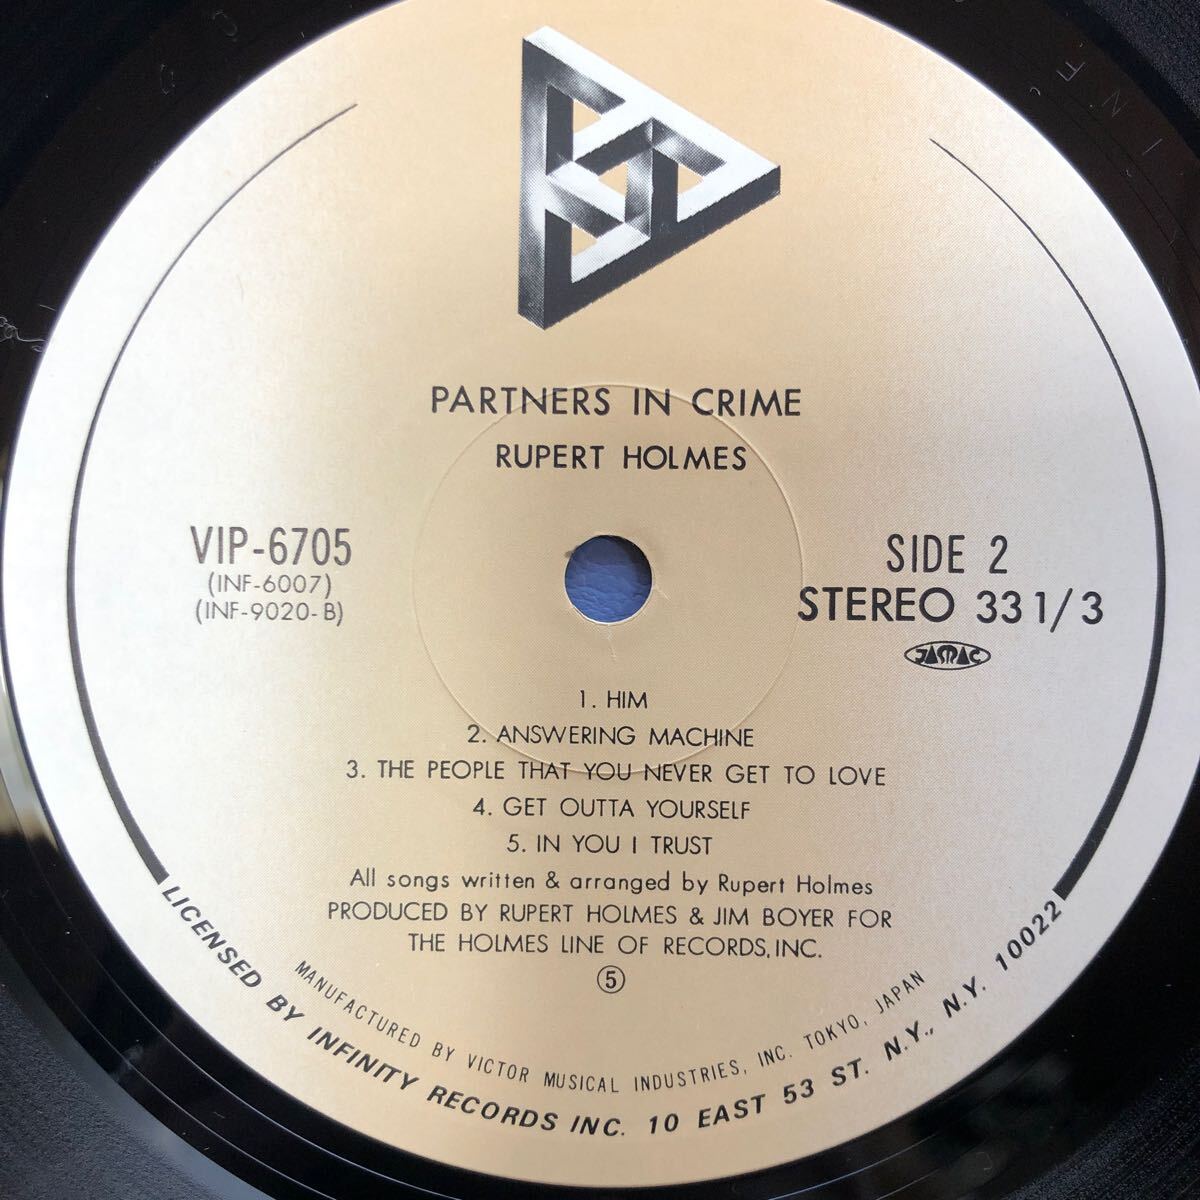 PARTNERS IN CRIME
RUPERT HOLMES
VIP-6705
(INF-6007)
(INF-9020-B)
SIDE 2
STEREO 33 1/3
JASRAC
1. HIM
2. ANSWERING MACHINE
3. THE PEOPLE THAT YOU NEVER GET TO LOVE
4. GET OUTTA YOURSELF
5. IN YOU I TRUST
All songs written & arranged by Rupert Holmes
PRODUCED BY RUPERT HOLMES & JIM BOYER FOR
THE HOLMES LINE OF RECORDS, INC.
⑤
MANUFACTURED BY VICTOR MUSICAL INDUSTRIES, INC. TOKYO, JAPAN
LICENSED BY INFINITY RECORDS INC. 10 EAST 53 ST. N.Y., N.Y. 10022